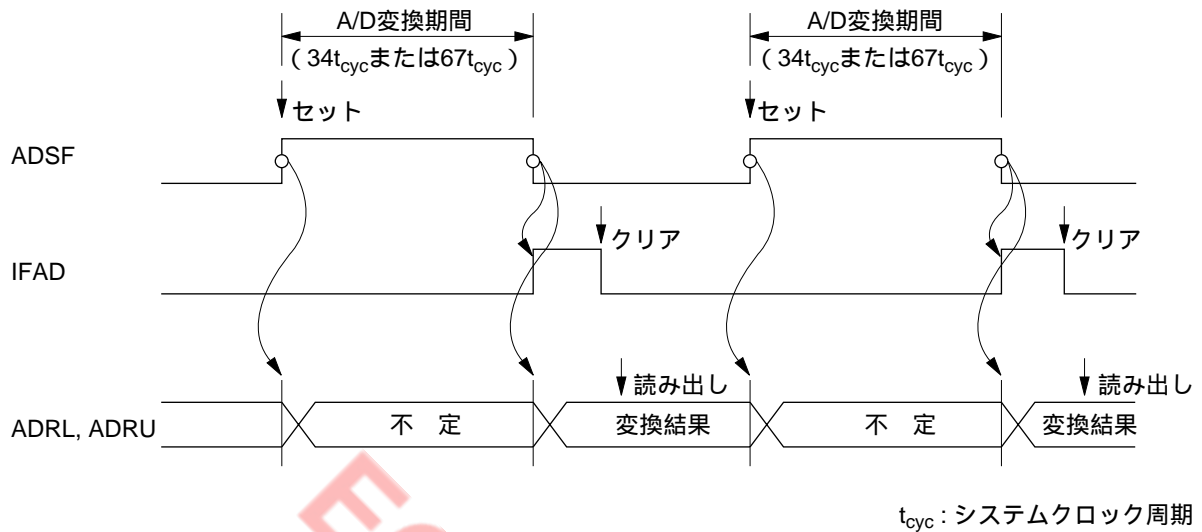 A/D変換期間 A/D変換期間
(34tcycまたは67tcyc) (34tcycまたは67tcyc)
セット セット
ADSF
クリア クリア
IFAD
読み出し 読み出し
ADRL, ADRU 不 定 変換結果 不 定 変換結果
tcyc : システムクロック周期